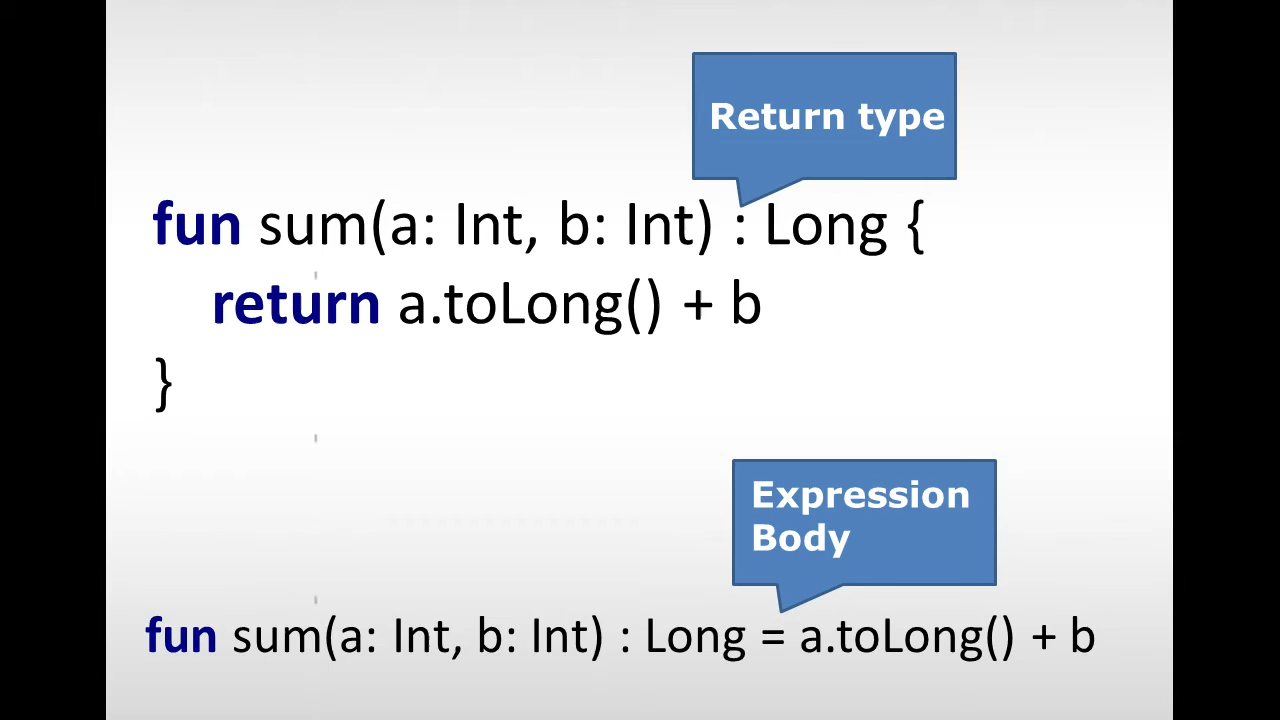 Return type
fun sum(a: Int, b: Int) : Long {
return a.toLong() + b
}
Expression
Body
fun sum(a: Int, b: Int) : Long = a.toLong() + b